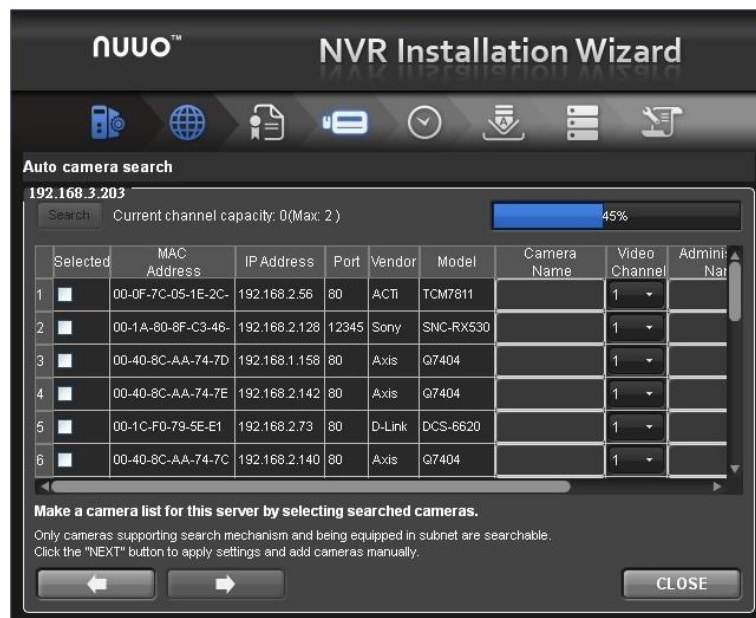 nuuo™
NVR Installation Wizard
Auto camera search
192.168.3.203
Search Current channel capacity: 0(Max: 2 ) 45%
Selected MAC Address IP Address Port Vendor Model Camera Name Video Channel Adminis Nar
1 00-0F-7C-05-1E-2C- 192.168.2.56 80 ACTi TCM7811 1
2 00-1A-80-8F-C3-46- 192.168.2.128 12345 Sony SNC-RX530 1
3 00-40-8C-AA-74-7D 192.168.1.158 80 Axis Q7404 1
4 00-40-8C-AA-74-7E 192.168.2.142 80 Axis Q7404 1
5 00-1C-F0-79-5E-E1 192.168.2.73 80 D-Link DCS-6620 1
6 00-40-8C-AA-74-7C 192.168.2.140 80 Axis Q7404 1
Make a camera list for this server by selecting searched cameras.
Only cameras supporting search mechanism and being equipped in subnet are searchable.
Click the "NEXT" button to apply settings and add cameras manually.
CLOSE